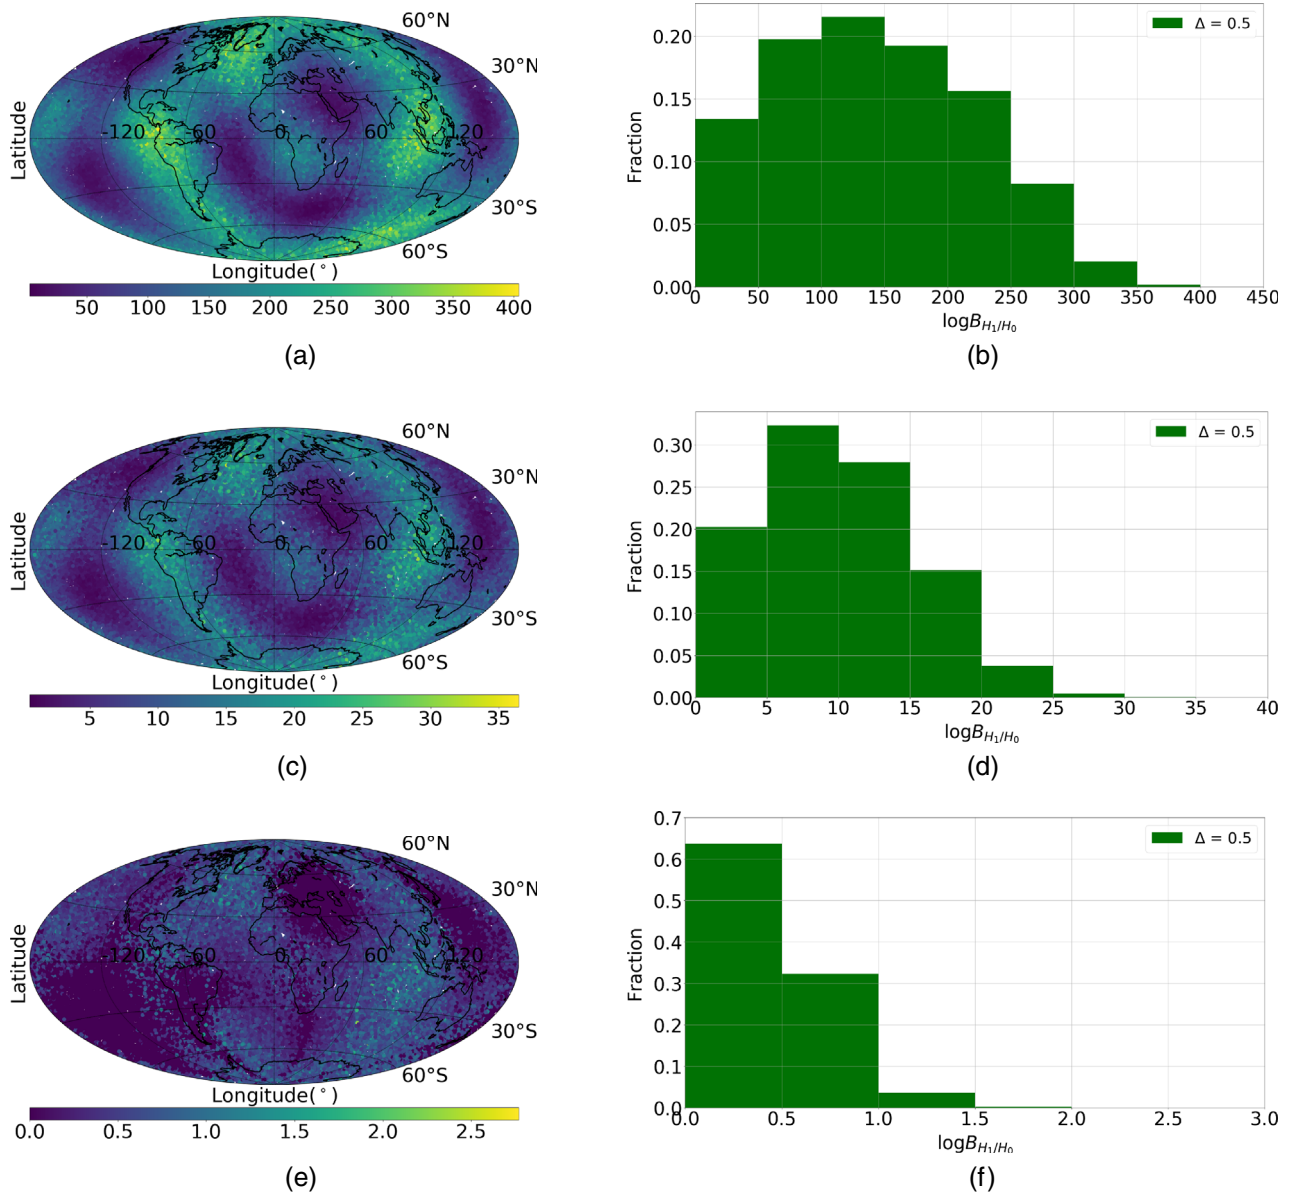 60°N
30°N
Latitude
-120 -60 0 60 120
30°S
60°S
Longitude(°)
50 100 150 200 250 300 350 400
(a)
Δ = 0.5
0.20
0.15
0.10
0.05
0.00
Fraction
0 50 100 150 200 250 300 350 400 450
logB_{H₁/H₀}
(b)
60°N
30°N
Latitude
-120 -60 0 60 120
30°S
60°S
Longitude(°)
5 10 15 20 25 30 35
(c)
Δ = 0.5
0.30
0.25
0.20
0.15
0.10
0.05
0.00
Fraction
0 5 10 15 20 25 30 35 40
logB_{H₁/H₀}
(d)
60°N
30°N
Latitude
-120 -60 0 60 120
30°S
60°S
Longitude(°)
0.0 0.5 1.0 1.5 2.0 2.5
(e)
Δ = 0.5
0.7
0.6
0.5
0.4
0.3
0.2
0.1
0.0
Fraction
0.0 0.5 1.0 1.5 2.0 2.5 3.0
logB_{H₁/H₀}
(f)